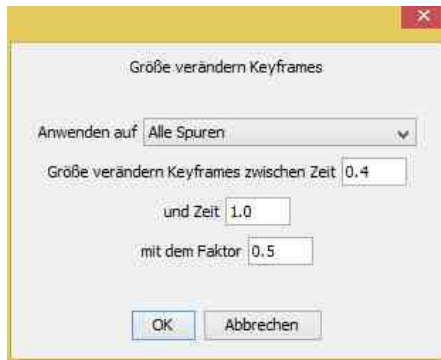 Größe verändern Keyframes
Anwenden auf Alle Spuren
Größe verändern Keyframes zwischen Zeit 0.4
und Zeit 1.0
mit dem Faktor 0.5
OK Abbrechen